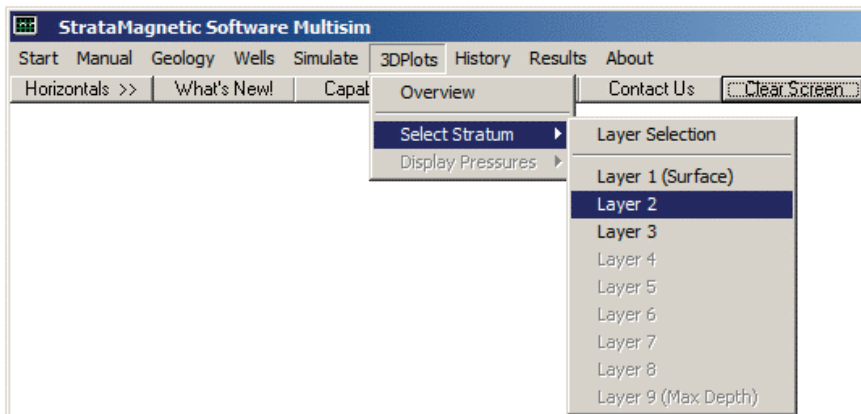 StrataMagnetic Software Multisim
Start Manual Geology Wells Simulate 3DPlots History Results About
Horizontals >> What's New! Capab Contact Us Clear Screen
Overview
Select Stratum Layer Selection
Display Pressures
Layer 1 (Surface)
Layer 2
Layer 3
Layer 4
Layer 5
Layer 6
Layer 7
Layer 8
Layer 9 (Max Depth)